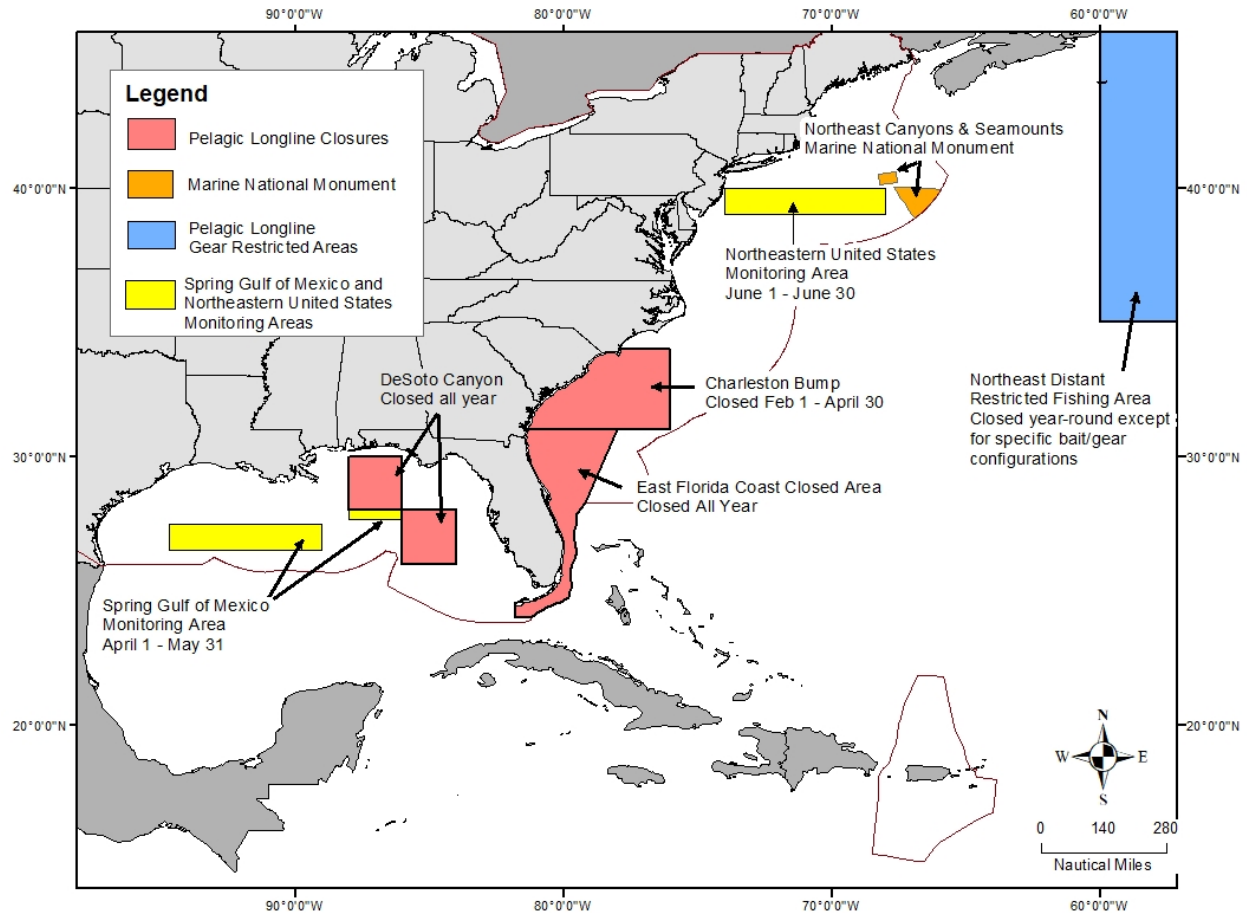 90°0'0"W
80°0'0"W
70°0'0"W
60°0'0"W
Legend
Pelagic Longline Closures
Marine National Monument
Pelagic Longline
Gear Restricted Areas
Spring Gulf of Mexico and
Northeastern United States
Monitoring Areas
Northeast Canyons & Seamounts
Marine National Monument
40°0'0"N
40°0'0"N
Northeastern United States
Monitoring Area
June 1 - June 30
DeSoto Canyon
Closed all year
Charleston Bump
Closed Feb 1 - April 30
Northeast Distant
Restricted Fishing Area
Closed year-round except
for specific bait/gear
configurations
30°0'0"N
30°0'0"N
East Florida Coast Closed Area
Closed All Year
Spring Gulf of Mexico
Monitoring Area
April 1 - May 31
20°0'0"N
20°0'0"N
N
W
E
S
0
140
280
Nautical Miles
90°0'0"W
80°0'0"W
70°0'0"W
60°0'0"W